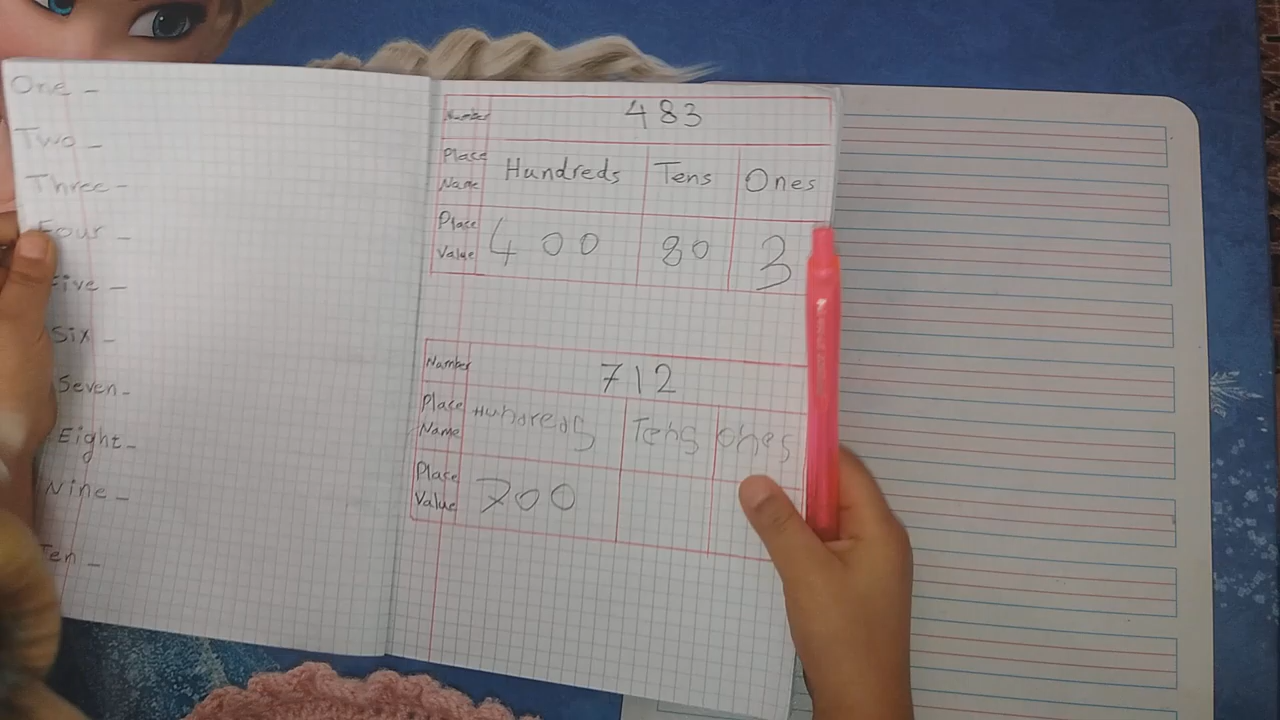 One -
Two -
Three -
Four -
Five -
Six -
Seven -
Eight -
Nine -
Ten -
Number 483
Place Name Hundreds Tens Ones
Place Value 400 80 3
Number 712
Place Name Hundreds Tens ones
Place Value 700